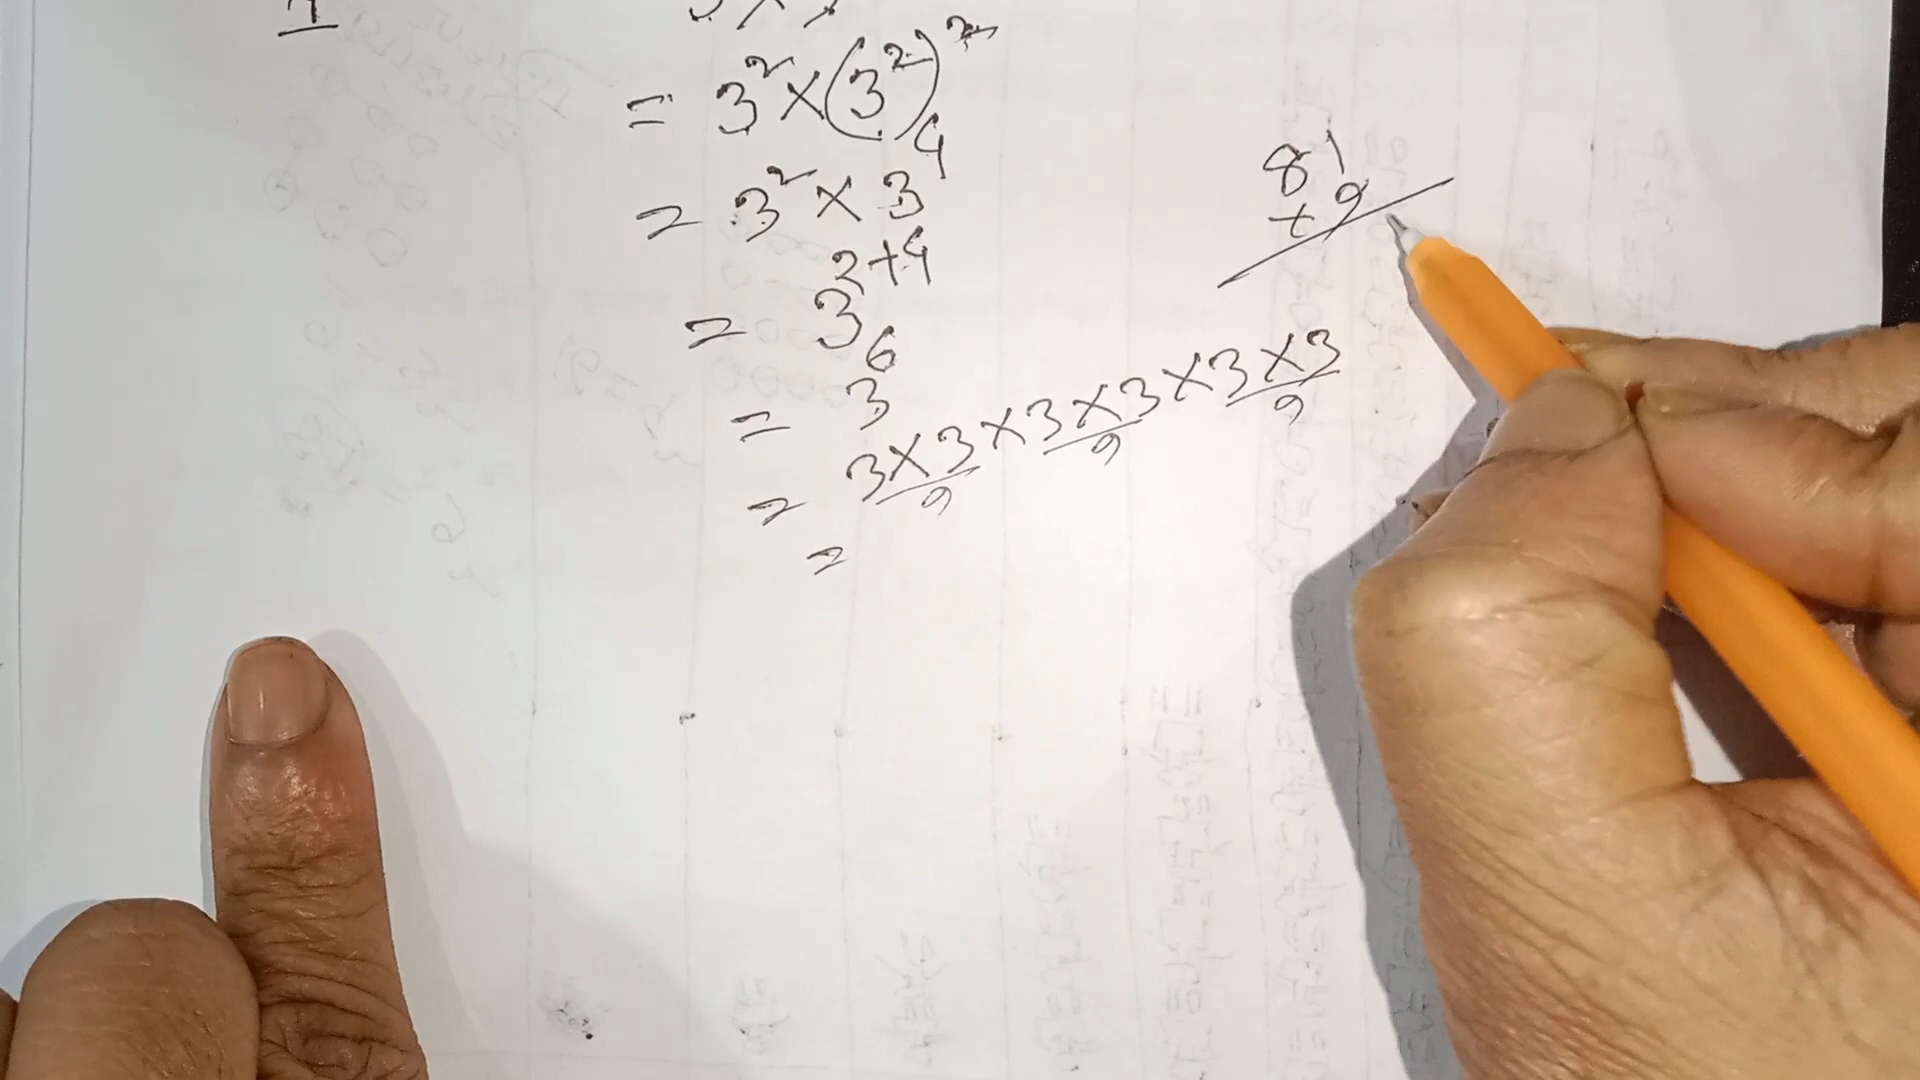 = 3² × (3²)²
= 3² × 3⁴
= 3²⁺⁴
= 3⁶
= 3 × 3 × 3 × 3 × 3 × 3
9 9 9
=
81
× 9